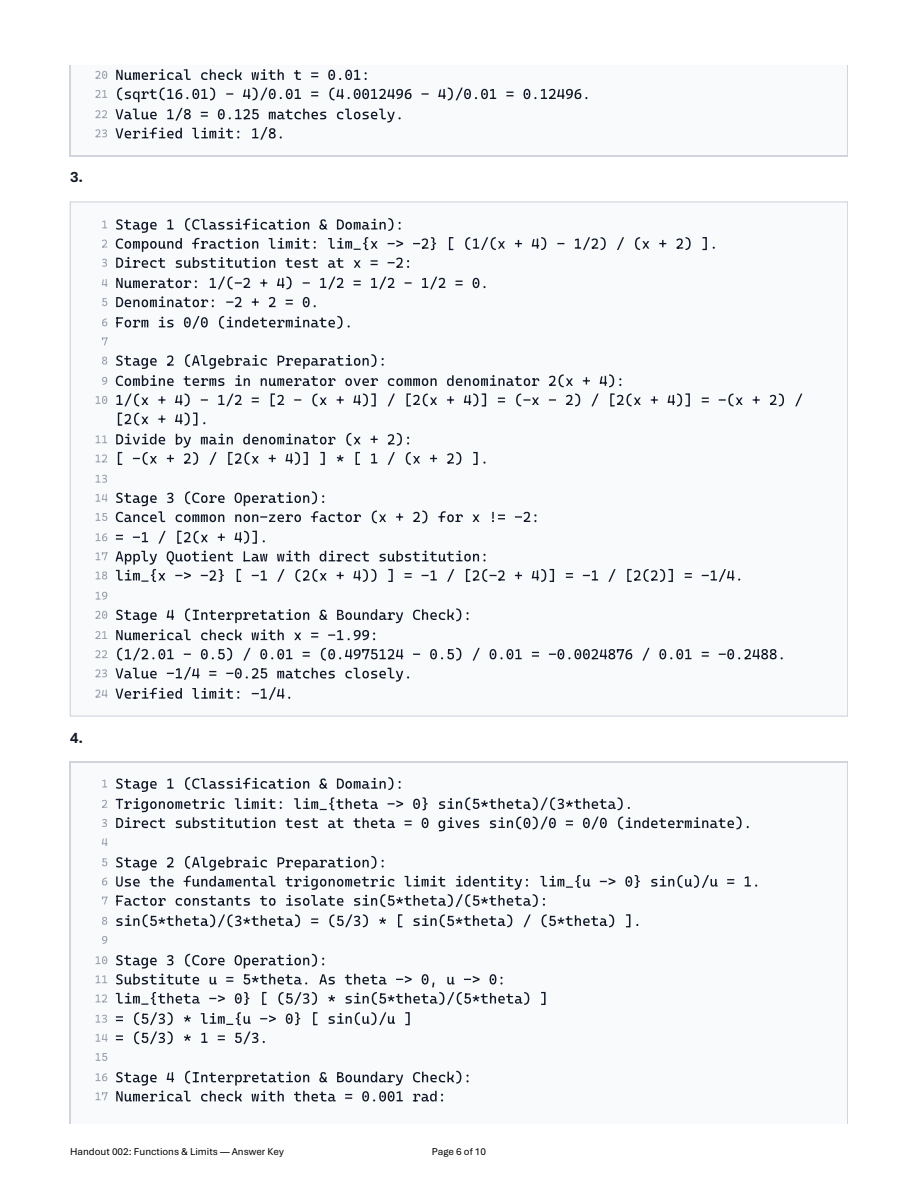 20 Numerical check with t = 0.01:
21 (sqrt(16.01) − 4)/0.01 = (4.0012496 − 4)/0.01 = 0.12496.
22 Value 1/8 = 0.125 matches closely.
23 Verified limit: 1/8.
3.
1 Stage 1 (Classification & Domain):
2 Compound fraction limit: lim_{x −> −2} [ (1/(x + 4) − 1/2) / (x + 2) ].
3 Direct substitution test at x = −2:
4 Numerator: 1/(−2 + 4) − 1/2 = 1/2 − 1/2 = 0.
5 Denominator: −2 + 2 = 0.
6 Form is 0/0 (indeterminate).
7
8 Stage 2 (Algebraic Preparation):
9 Combine terms in numerator over common denominator 2(x + 4):
10 1/(x + 4) − 1/2 = [2 − (x + 4)] / [2(x + 4)] = (−x − 2) / [2(x + 4)] = −(x + 2) /
[2(x + 4)].
11 Divide by main denominator (x + 2):
12 [ −(x + 2) / [2(x + 4)] ] * [ 1 / (x + 2) ].
13
14 Stage 3 (Core Operation):
15 Cancel common non−zero factor (x + 2) for x != −2:
16 = −1 / [2(x + 4)].
17 Apply Quotient Law with direct substitution:
18 lim_{x −> −2} [ −1 / (2(x + 4)) ] = −1 / [2(−2 + 4)] = −1 / [2(2)] = −1/4.
19
20 Stage 4 (Interpretation & Boundary Check):
21 Numerical check with x = −1.99:
22 (1/2.01 − 0.5) / 0.01 = (0.4975124 − 0.5) / 0.01 = −0.0024876 / 0.01 = −0.2488.
23 Value −1/4 = −0.25 matches closely.
24 Verified limit: −1/4.
4.
1 Stage 1 (Classification & Domain):
2 Trigonometric limit: lim_{theta −> 0} sin(5*theta)/(3*theta).
3 Direct substitution test at theta = 0 gives sin(0)/0 = 0/0 (indeterminate).
4
5 Stage 2 (Algebraic Preparation):
6 Use the fundamental trigonometric limit identity: lim_{u −> 0} sin(u)/u = 1.
7 Factor constants to isolate sin(5*theta)/(5*theta):
8 sin(5*theta)/(3*theta) = (5/3) * [ sin(5*theta) / (5*theta) ].
9
10 Stage 3 (Core Operation):
11 Substitute u = 5*theta. As theta −> 0, u −> 0:
12 lim_{theta −> 0} [ (5/3) * sin(5*theta)/(5*theta) ]
13 = (5/3) * lim_{u −> 0} [ sin(u)/u ]
14 = (5/3) * 1 = 5/3.
15
16 Stage 4 (Interpretation & Boundary Check):
17 Numerical check with theta = 0.001 rad:
Handout 002: Functions & Limits — Answer Key Page 6 of 10